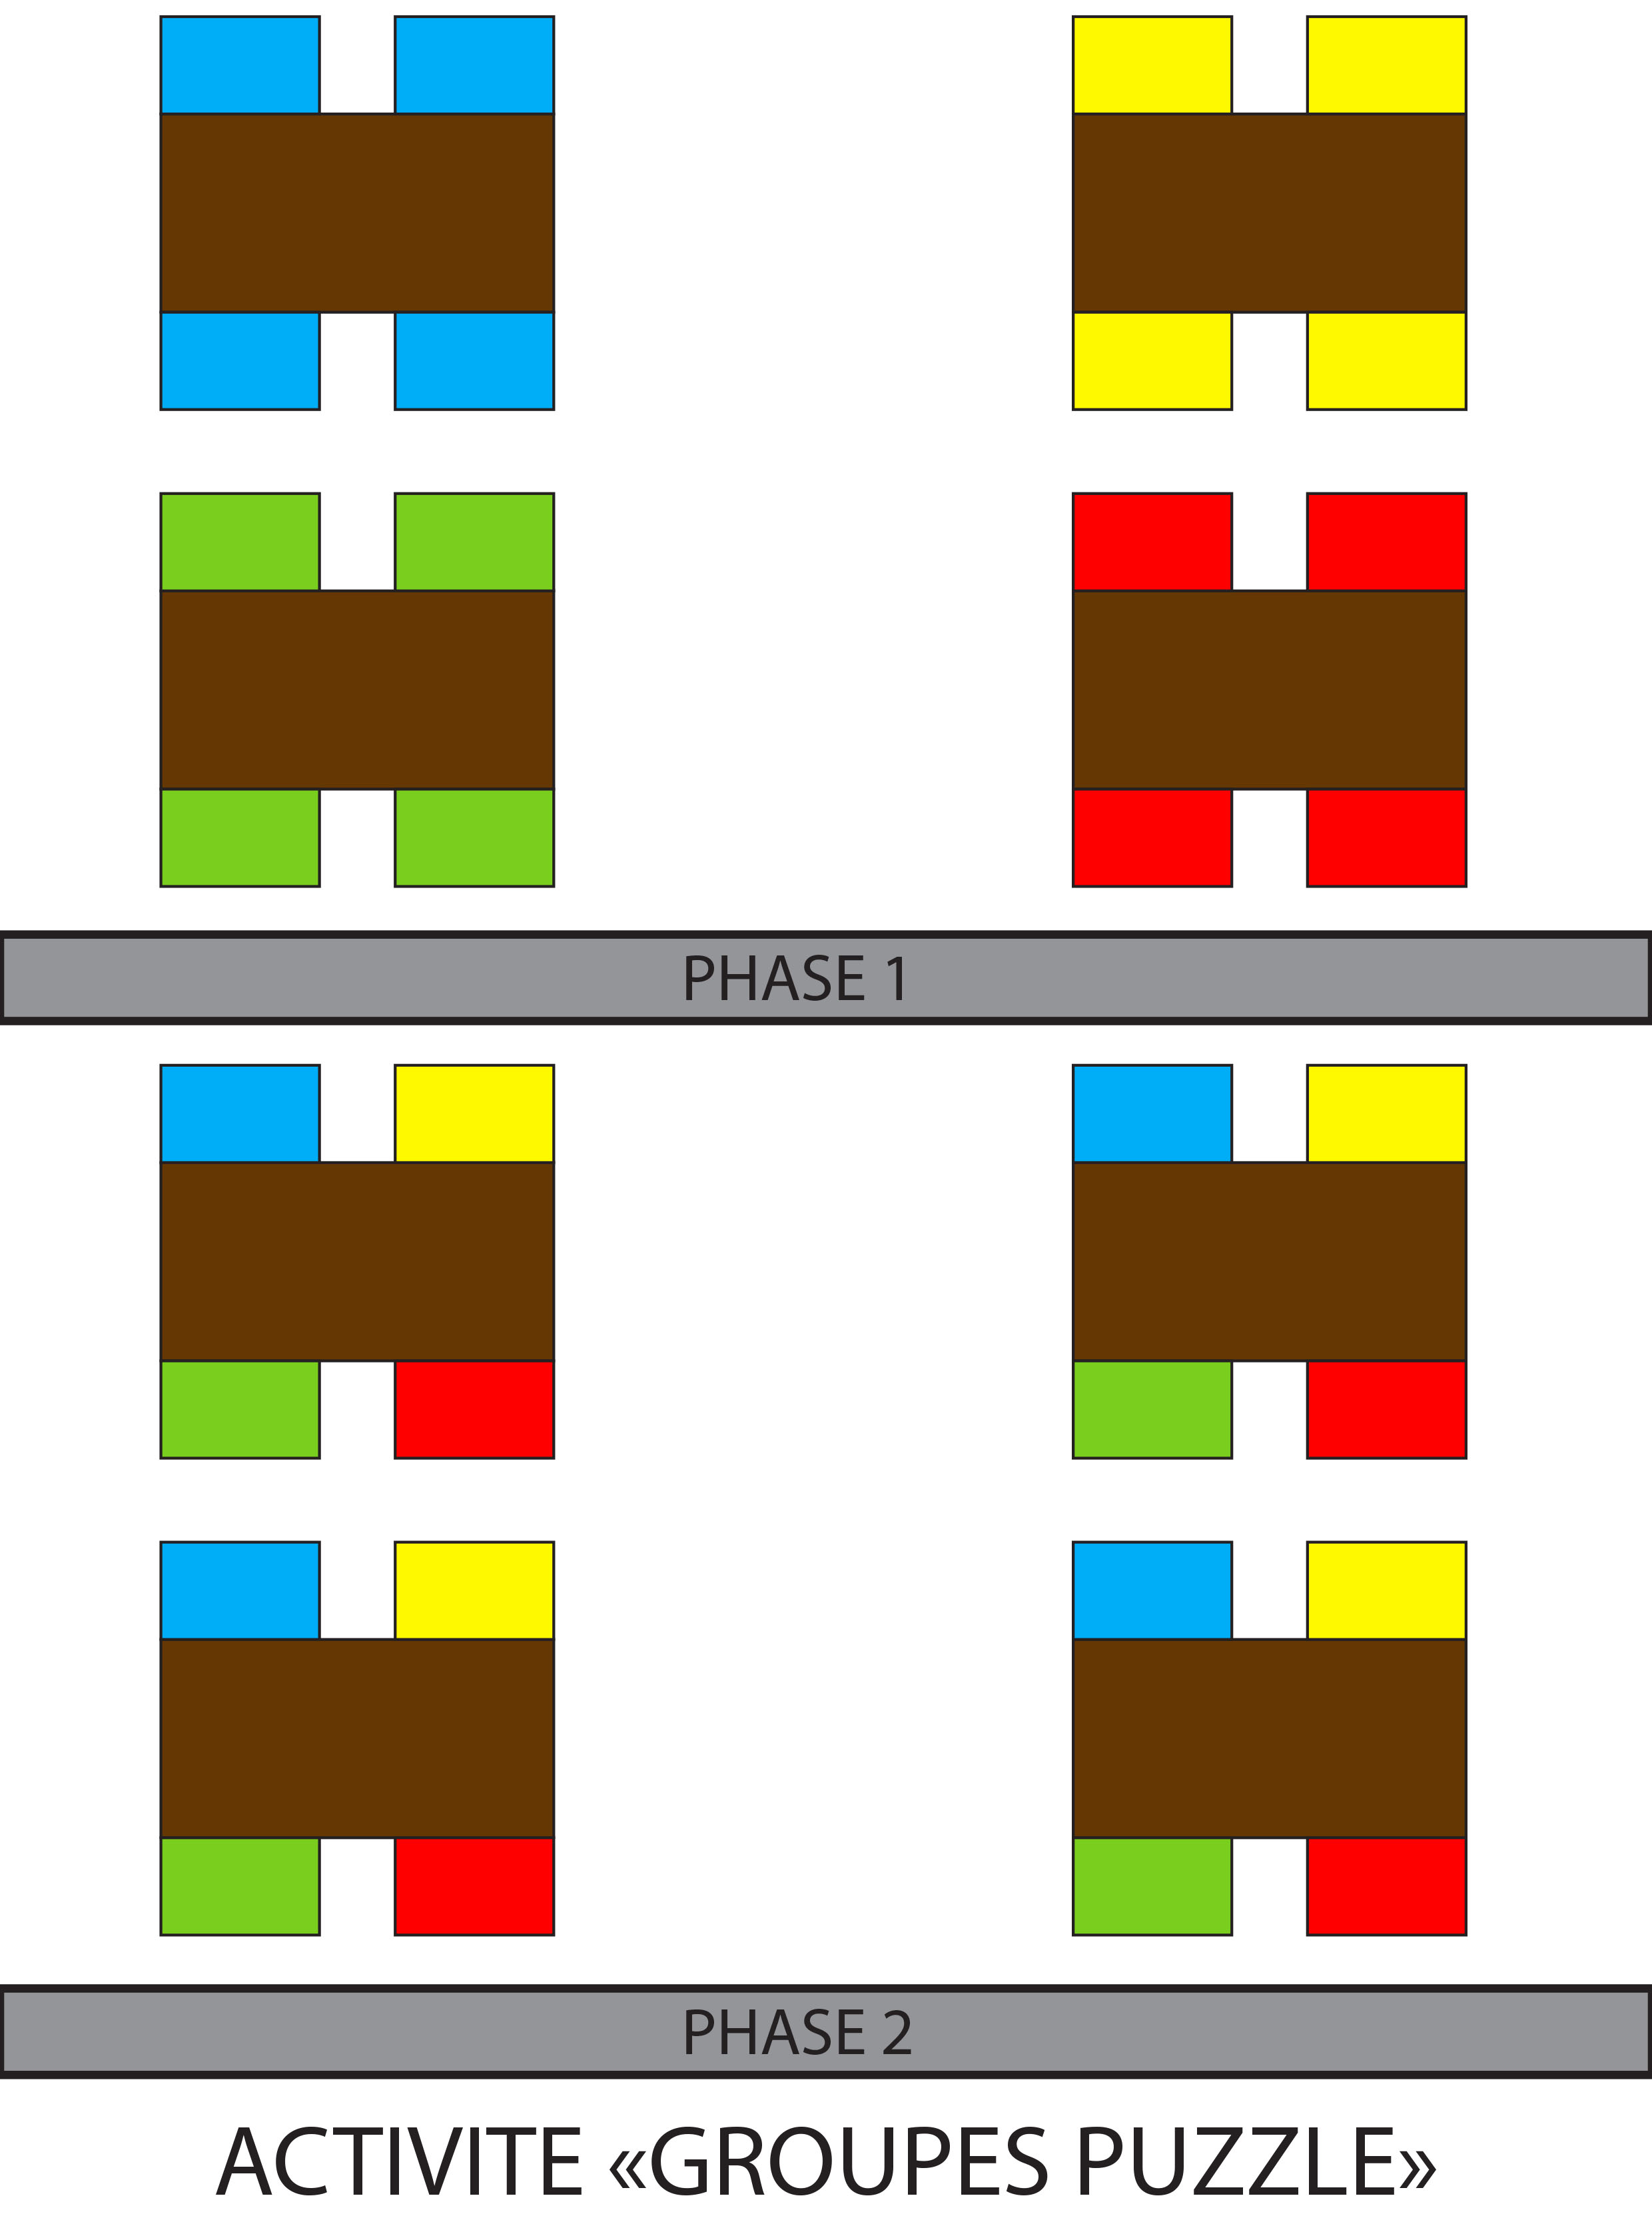 PHASE 1
PHASE 2
ACTIVITE «GROUPES PUZZLE»